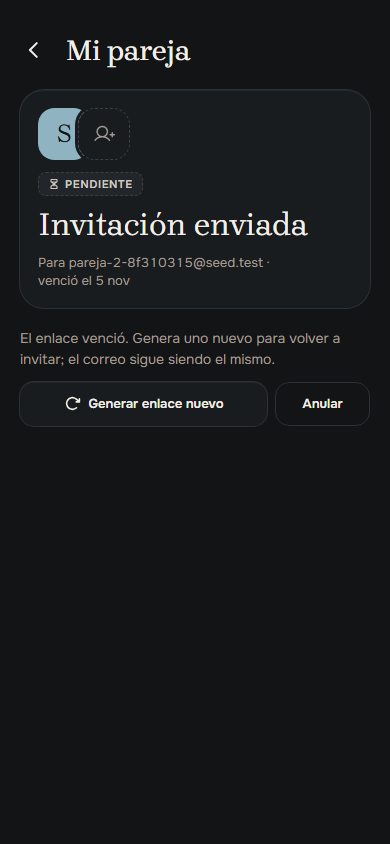 Mi pareja
S
PENDIENTE
Invitación enviada
Para pareja-2-8f310315@seed.test ·
venció el 5 nov
El enlace venció. Genera uno nuevo para volver a
invitar; el correo sigue siendo el mismo.
Generar enlace nuevo
Anular